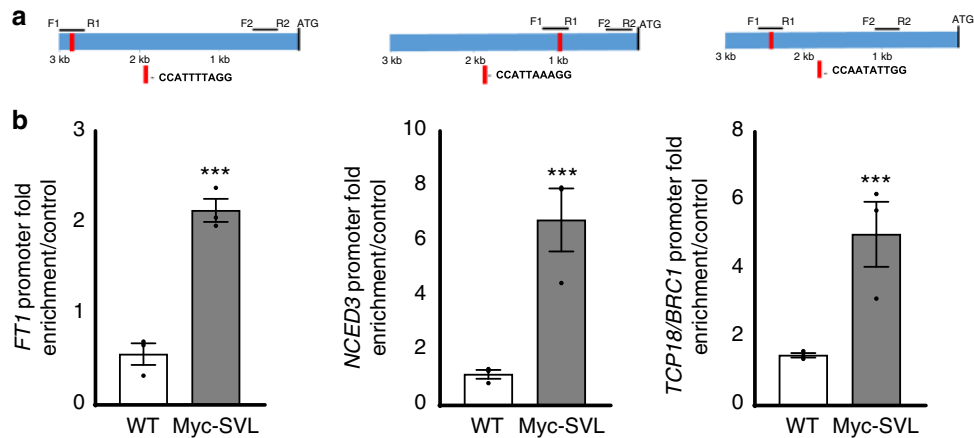 a
F1 R1 F2 R2 ATG
3 kb 2 kb 1 kb
CCATTTTAGG
F1 R1 F2 R2 ATG
3 kb 2 kb 1 kb
CCATTAAAGG
F1 R1 F2 R2 ATG
3 kb 2 kb 1 kb
CCAATATTGG
b
FT1 promoter fold
enrichment/control
3
2
1
0
***
WT Myc-SVL
NCED3 promoter fold
enrichment/control
10
8
6
4
2
0
***
WT Myc-SVL
TCP18/BRC1 promoter fold
enrichment/control
8
6
4
2
0
***
WT Myc-SVL